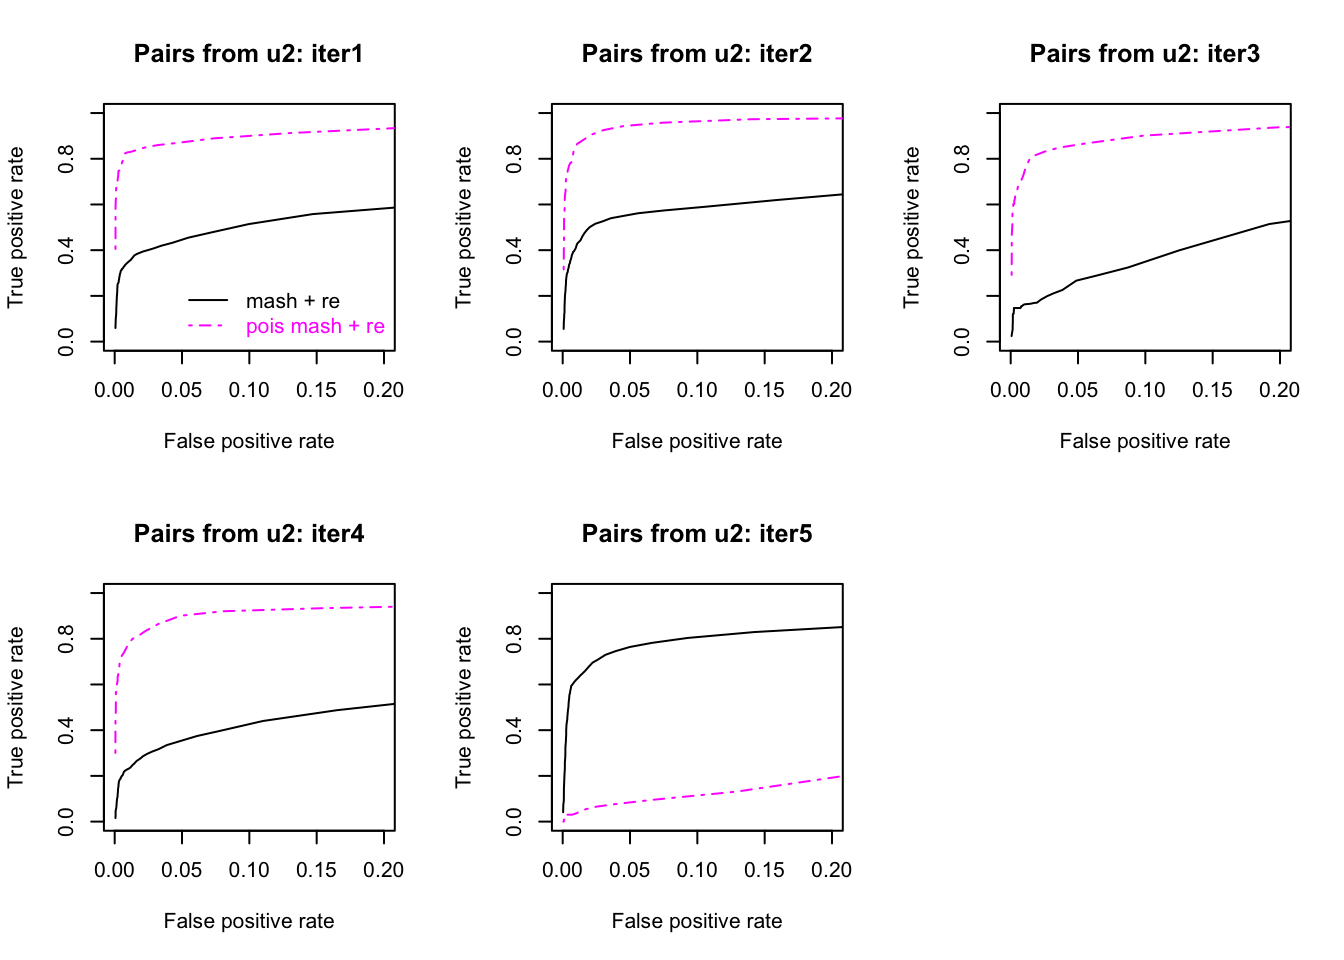 Pairs from u2: iter1
True positive rate
0.8
0.4
0.0
mash + re
pois mash + re
0.00 0.05 0.10 0.15 0.20
False positive rate
Pairs from u2: iter2
True positive rate
0.8
0.4
0.0
0.00 0.05 0.10 0.15 0.20
False positive rate
Pairs from u2: iter3
True positive rate
0.8
0.4
0.0
0.00 0.05 0.10 0.15 0.20
False positive rate
Pairs from u2: iter4
True positive rate
0.8
0.4
0.0
0.00 0.05 0.10 0.15 0.20
False positive rate
Pairs from u2: iter5
True positive rate
0.8
0.4
0.0
0.00 0.05 0.10 0.15 0.20
False positive rate